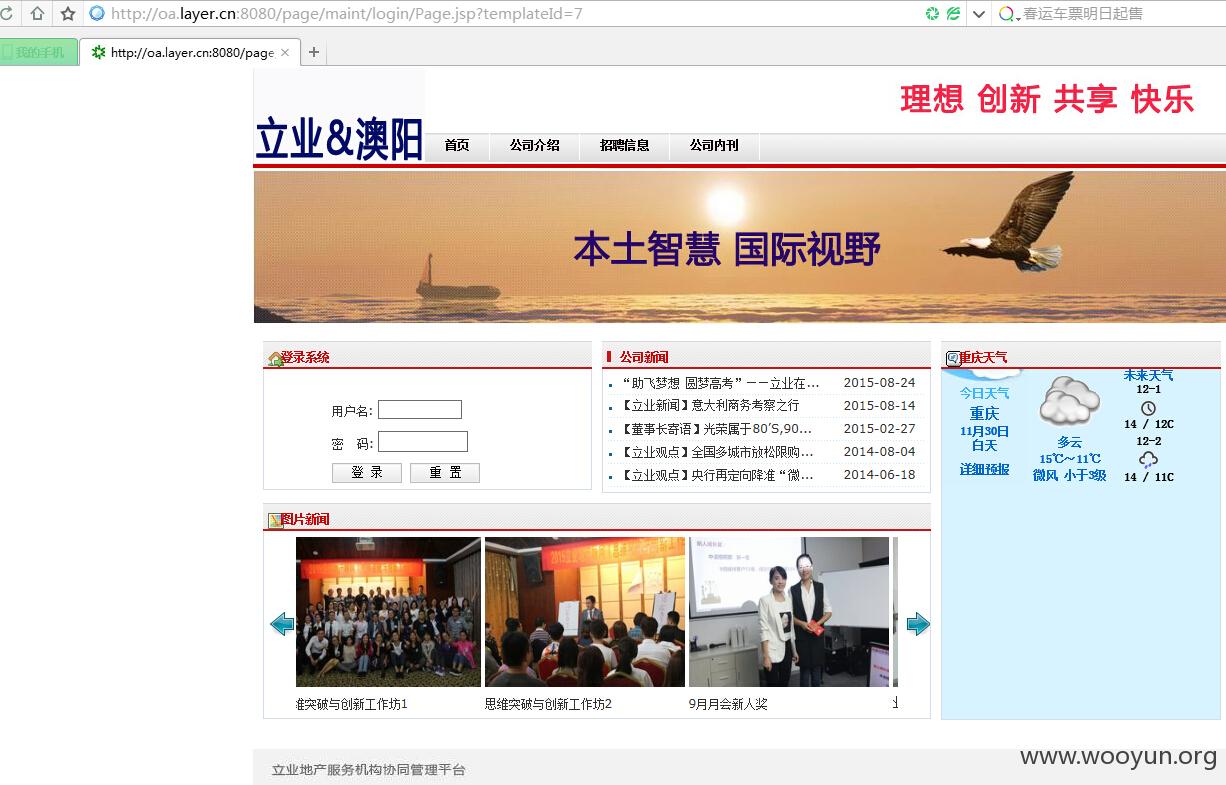 http://oa.layer.cn:8080/page/maint/login/Page.jsp?templateId=7
春运车票明日起售
我的手机
http://oa.layer.cn:8080/page
理想 创新 共享 快乐
立业&澳阳
首页 公司介绍 招聘信息 公司内刊
本土智慧 国际视野
登录系统
用户名:
密 码:
登 录 重 置
公司新闻
“助飞梦想 圆梦高考”——立业在... 2015-08-24
【立业新闻】意大利商务考察之行 2015-08-14
【董事长寄语】光荣属于80’S,90... 2015-02-27
【立业观点】全国多城市放松限购... 2014-08-04
【立业观点】央行再定向降准“微... 2014-06-18
重庆天气
今日天气
重庆
11月30日
白天
详细预报
多云
15℃~11℃
微风 小于3级
未来天气
12-1
14 / 12C
12-2
14 / 11C
图片新闻
维突破与创新工作坊1
思维突破与创新工作坊2
9月月会新人奖
立业地产服务机构协同管理平台
www.wooyun.org